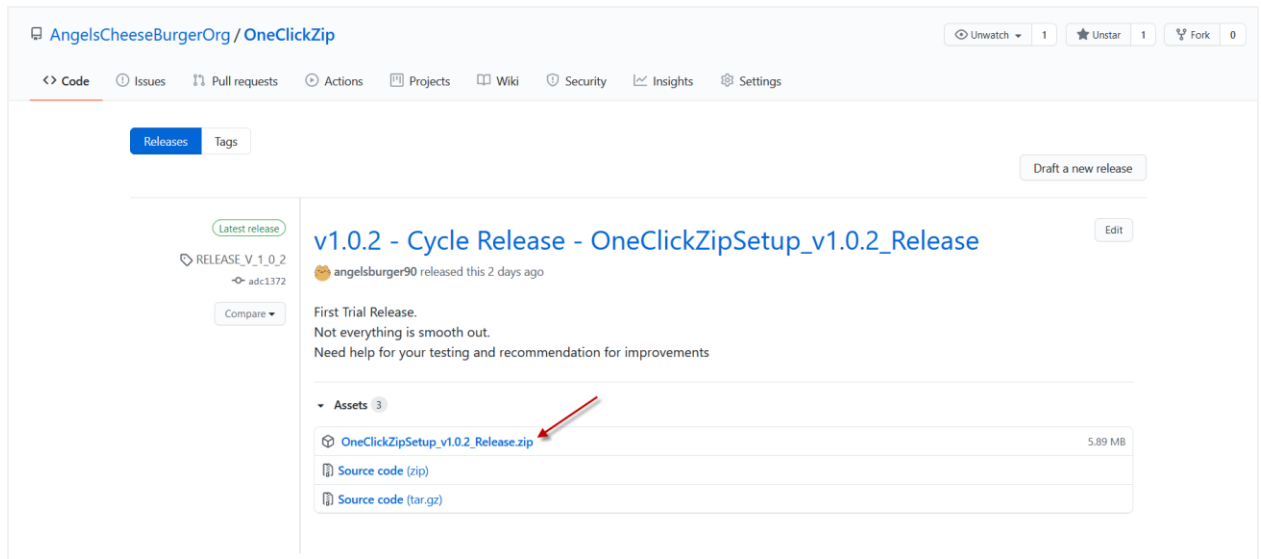 AngelsCheeseBurgerOrg / OneClickZip
Unwatch 1 Unstar 1 Fork 0
Code Issues Pull requests Actions Projects Wiki Security Insights Settings
Releases Tags
Draft a new release
Latest release
RELEASE_V_1_0_2
adc1372
Compare
v1.0.2 - Cycle Release - OneClickZipSetup_v1.0.2_Release
Edit
angelsburger90 released this 2 days ago
First Trial Release.
Not everything is smooth out.
Need help for your testing and recommendation for improvements
Assets 3
OneClickZipSetup_v1.0.2_Release.zip 5.89 MB
Source code (zip)
Source code (tar.gz)